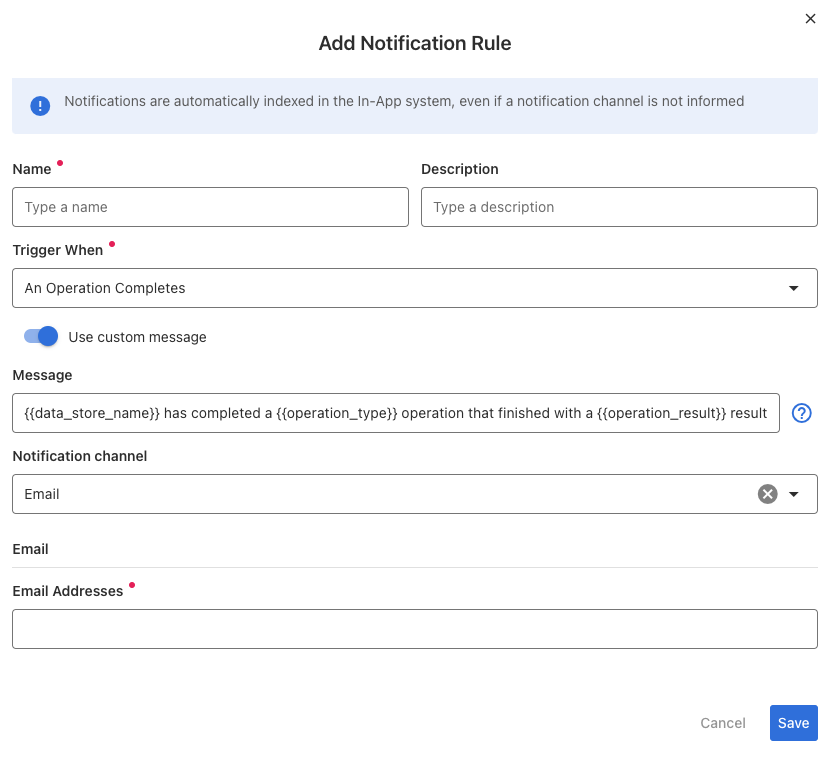 Add Notification Rule
Notifications are automatically indexed in the In-App system, even if a notification channel is not informed
Name
Description
Type a name
Type a description
Trigger When
An Operation Completes
Use custom message
Message
{{data_store_name}} has completed a {{operation_type}} operation that finished with a {{operation_result}} result
Notification channel
Email
Email
Email Addresses
Cancel
Save